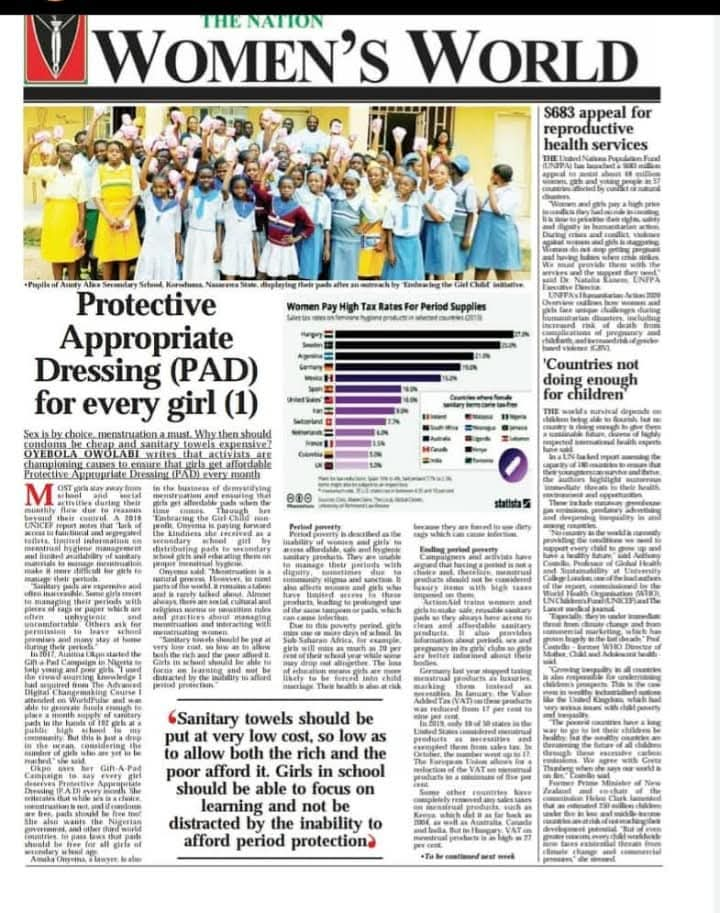 THE NATION
WOMEN'S WORLD
•Pupils of Aunty Alice Secondary School, Nasarawa State, displaying their pads after an outreach by 'Embracing the Girl Child' initiative.
Protective
Appropriate
Dressing (PAD)
for every girl (1)
Sex is by choice, menstruation a must. Why then should
condoms be cheap and sanitary towels expensive?
OYEBOLA OWOLABI writes that activists are
championing causes to ensure that girls get affordable
Protective Appropriate Dressing (PAD) every month
MOST girls stay away from
school and social
activities during their
monthly flow due to reasons
beyond their control. A 2018
UNICEF report notes that "lack of
access to functional and segregated
toilets, limited information on
menstrual hygiene management
and limited availability of sanitary
materials to manage menstruation
make it more difficult for girls to
manage their periods.
"Sanitary pads are expensive and
often inaccessible. Some girls resort
to managing their periods with
pieces of rags or paper which are
often unhygienic and
uncomfortable. Others ask for
permission to leave school
premises and many stay at home
during their periods."
In 2017, Okpo started the
Gift-a-Pad Campaign in Nigeria to
help young and poor girls. "I used
the crowd sourcing knowledge I
had acquired from The Advanced
Digital Changemaking Course I
attended on WorldPulse and was
able to generate funds enough to
place a month supply of sanitary
pads in the hands of 192 girls at a
public high school in my
community. But this is just a drop
in the ocean, considering the
number of girls who are yet to be
reached," she said.
Okpo uses her Gift-A-Pad
Campaign to say every girl
deserves Protective Appropriate
Dressing (PAD) every month. She
reiterates that while sex is a choice,
menstruation is not, and if condoms
are free, pads should be free too!
She also wants the Nigerian
government, and other third world
countries, to pass laws that pads
should be free for all girls of
secondary school age.
Amaka Onyema, a lawyer, is also
in the business of demystifying
menstruation and ensuring that
girls get affordable pads when the
time comes. Through her
'Embracing the Girl Child' non-
profit, Onyema is paying forward
the kindness she received as a
secondary school girl by
distributing pads to secondary
school girls and educating them on
proper menstrual hygiene.
Onyema said: "Menstruation is a
natural process. However, in most
parts of the world, it remains a taboo
and is rarely talked about. Almost
always, there are social, cultural and
religious norms or unwritten rules
and practices about managing
menstruation and interacting with
menstruating women.
"Sanitary towels should be put at
very low cost, so low as to allow
both the rich and the poor afford it.
Girls in school should be able to
focus on learning and not be
distracted by the inability to afford
period protection."
Women Pay High Tax Rates For Period Supplies
Sales tax rates on feminine hygiene products in selected countries (2019)
Hungary 27.0%
Sweden 25.0%
Argentina 21.0%
Germany 19.0%
Mexico 16.0%
Spain 10.0%
Iran
Switzerland
Netherlands
France 5.5%
Colombia
UK
Countries where female
sanitary items come tax-free
Ireland Malaysia Nigeria
South Africa Nicaragua Jamaica
Australia Uganda Lebanon
Canada Kenya
India Tanzania
statista
Period poverty
Period poverty is described as the
inability of women and girls to
access affordable, safe and hygienic
sanitary products. They are unable
to manage their periods with
dignity, sometimes due to
community stigma and sanction. It
also affects women and girls who
have limited access to these
products, leading to prolonged use
of the same tampons or pads, which
can cause infection.
Due to this period poverty, girls
miss one or more days of school. In
Sub Saharan Africa, for example,
girls will miss as much as 20 per
cent of their school year while some
may drop out altogether. The loss
of education means girls are more
likely to be forced into child
marriage. Their health is also at risk
because they are forced to use dirty
rags which can cause infection.
Ending period poverty
Campaigners and activists have
argued that having a period is not a
choice and, therefore, menstrual
products should not be considered
luxury items with high taxes
imposed on them.
ActionAid trains women and
girls to make safe, reusable sanitary
pads so they always have access to
clean and affordable sanitary
products. It also provides
information about periods, sex and
pregnancy in its girls' clubs so girls
are better informed about their
bodies.
Germany last year stopped taxing
menstrual products as luxuries,
marking them instead as
necessities. In January, the Value
Added Tax (VAT) on these products
was reduced from 19 per cent to
nine per cent.
In 2019, only 10 of 50 states in the
United States considered menstrual
products as necessities and
exempted them from sales tax. In
October, the number went up to 17.
The European Union allows for a
reduction of the VAT on menstrual
products to a minimum of five per
cent.
Some other countries have
completely removed any sales taxes
on menstrual products, such as
Kenya, which did it as far back as
2004, as well as Australia, Canada
and India. But in Hungary, VAT on
menstrual products is as high as 27
per cent.
•To be continued next week
"Sanitary towels should be
put at very low cost, so low as
to allow both the rich and the
poor afford it. Girls in school
should be able to focus on
learning and not be
distracted by the inability to
afford period protection"
$683 appeal for
reproductive
health services
THE United Nations Population Fund
(UNFPA) has launched a $683 million
appeal to assist about 48 million
women, girls and young people in 57
countries affected by conflict or natural
disasters.
"Women and girls pay a high price
in conflicts they had no role in creating.
It is time to prioritise their rights, safety
and dignity in humanitarian action.
During crises and conflict, violence
against women and girls is staggering.
Women do not stop getting pregnant
and having babies when crisis strikes.
We must provide them with the
services and the support they need,"
said Dr. Natalia Kanem, UNFPA
Executive Director.
UNFPA's Humanitarian Action 2020
Overview outlines how women and
girls face unique challenges during
humanitarian disasters, including
increased risk of death from
complications of pregnancy and
childbirth, and increased risk of gender-
based violence (GBV).
'Countries not
doing enough
for children'
THE world's survival depends on
children being able to flourish, but no
country is doing enough to give them
a sustainable future, dozens of highly
respected international health experts
have said.
In a UN-backed report assessing the
capacity of 180 countries to ensure that
their youngsters can survive and thrive,
the authors highlight numerous
immediate threats to their health,
environment and opportunities.
These include runaway greenhouse
gas emissions, predatory advertising
and deepening inequality in and
among countries.
"No country in the world is currently
providing the conditions we need to
support every child to grow up and
have a healthy future," said Anthony
Costello, Professor of Global Health
and Sustainability at University
College London, one of the lead authors
of the report, commissioned by the
World Health Organisation (WHO),
UN Children's Fund (UNICEF) and The
Lancet medical journal.
"Especially, they're under immediate
threat from climate change and from
commercial marketing, which has
grown hugely in the last decade," Prof
Costello - former WHO Director of
Mother, Child and Adolescent health -
said.
"Growing inequality in all countries
is also responsible for undermining
children's prospects. This is the case
even in wealthy industrialised nations
like the United Kingdom, which had
very serious issues with child poverty
and inequality.
"The poorest countries have a long
way to go to let their children be
healthy, but the wealthy countries are
threatening the future of all children
through these excessive carbon
emissions. We agree with Greta
Thunberg when she says our world is
on fire," Costello said.
Former Prime Minister of New
Zealand and co-chair of the
commission Helen Clark lamented
that an estimated 250 million children
under five in low and middle-income
countries are at risk of not reaching their
development potential. "But of even
greater concern, every child worldwide
now faces existential threats from
climate change and commercial
pressures," she stressed.